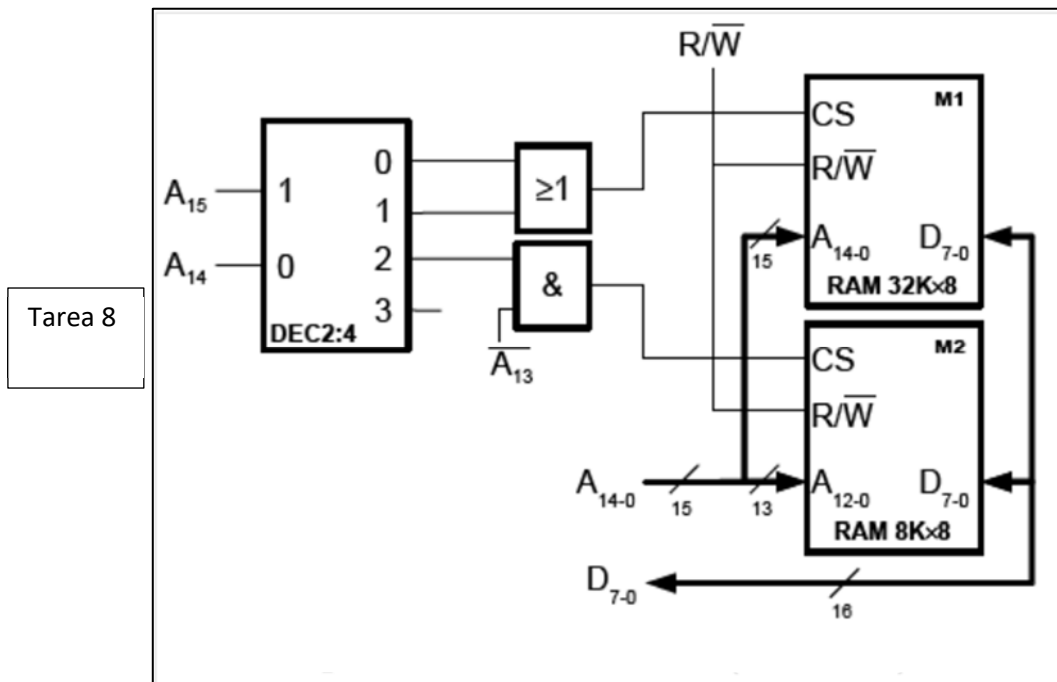 Tarea 8
R/W̅
A₁₅
A₁₄
1
0
0
1
2
3
DEC2:4
≥1
&
A̅₁̅₃̅
M1
CS
R/W̅
A₁₄₋₀ D₇₋₀
15
RAM 32K×8
M2
CS
R/W̅
A₁₂₋₀ D₇₋₀
RAM 8K×8
A₁₄₋₀
15
13
D₇₋₀
16